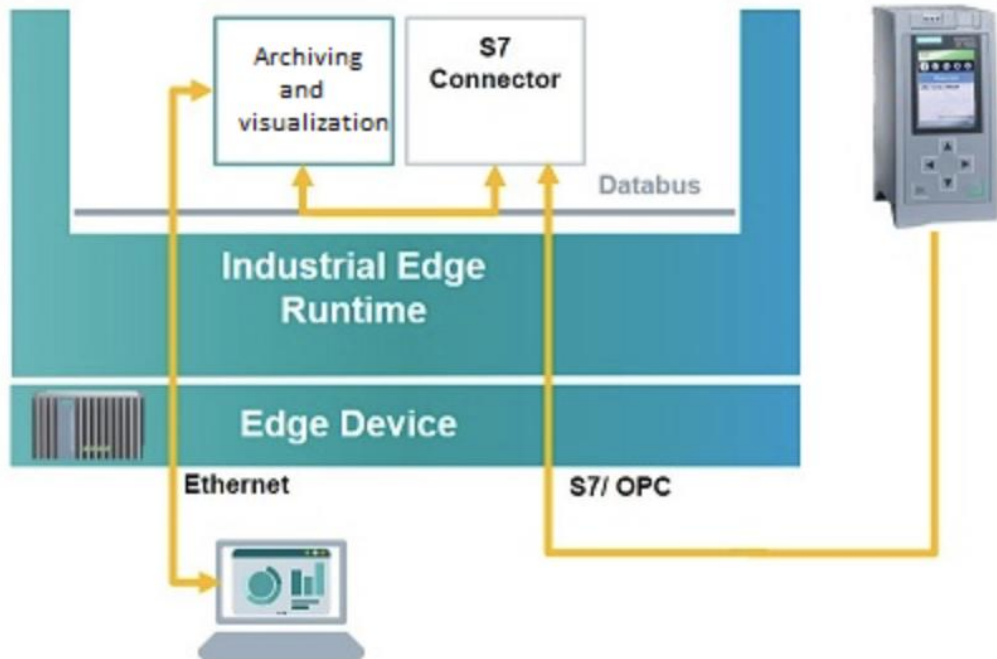 Archiving
and
visualization
S7
Connector
Databus
Industrial Edge
Runtime
Edge Device
Ethernet
S7/ OPC